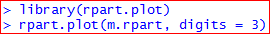 > library(rpart.plot)
> rpart.plot(m.rpart, digits = 3)